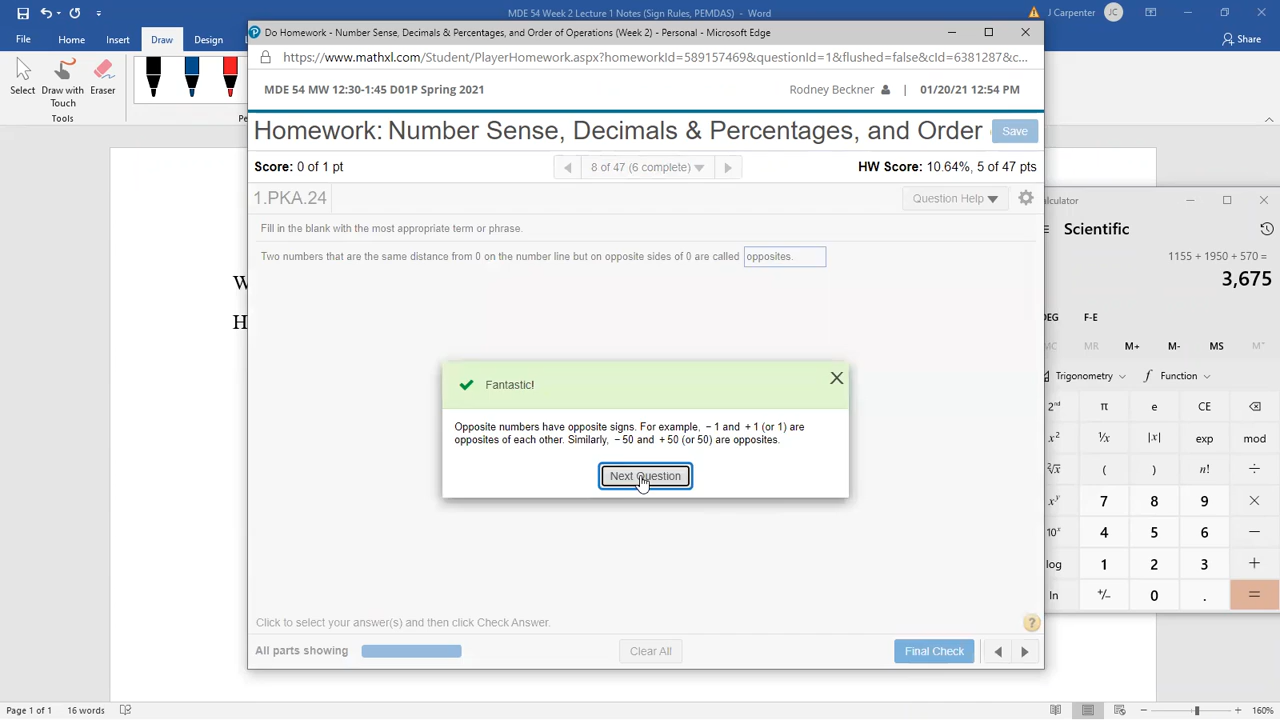 MDE 54 Week 2 Lecture 1 Notes (Sign Rules, PEMDAS) - Word
J Carpenter
JC
File
Home
Insert
Draw
Design
Share
Select
Draw with
Touch
Eraser
Tools
Do Homework - Number Sense, Decimals & Percentages, and Order of Operations (Week 2) - Personal - Microsoft Edge
https://www.mathxl.com/Student/PlayerHomework.aspx?homeworkId=589157469&questionId=1&flushed=false&cId=6381287&c...
MDE 54 MW 12:30-1:45 D01P Spring 2021
Rodney Beckner | 01/20/21 12:54 PM
Homework: Number Sense, Decimals & Percentages, and Order
Save
Score: 0 of 1 pt
8 of 47 (6 complete)
HW Score: 10.64%, 5 of 47 pts
1.PKA.24
Question Help
Fill in the blank with the most appropriate term or phrase.
Two numbers that are the same distance from 0 on the number line but on opposite sides of 0 are called opposites.
W
H
Fantastic!
X
Opposite numbers have opposite signs. For example, − 1 and + 1 (or 1) are
opposites of each other. Similarly, − 50 and + 50 (or 50) are opposites.
Next Question
Click to select your answer(s) and then click Check Answer.
?
All parts showing
Clear All
Final Check
alculator
Scientific
1155 + 1950 + 570 =
3,675
DEG
F-E
MC MR M+ M- MS M˅
Trigonometry
f Function
2ⁿᵈ π e CE
x² ¹/x |x| exp mod
²√x ( ) n! ÷
xʸ 7 8 9 ×
10ˣ 4 5 6 −
log 1 2 3 +
ln +/− 0 . =
Page 1 of 1
16 words
160%